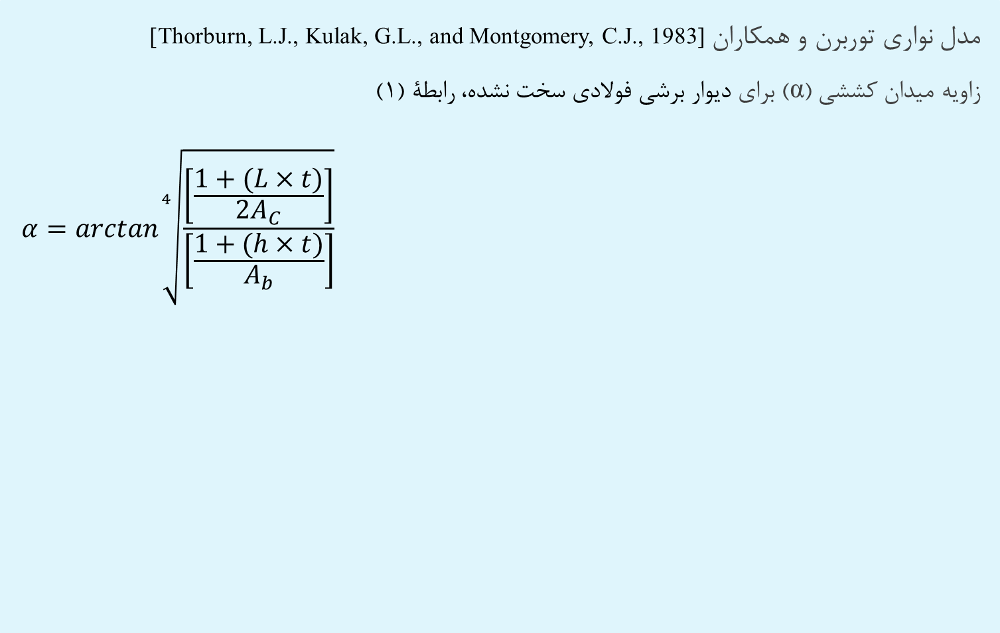 مدل نواری توربرن و همکاران [Thorburn, L.J., Kulak, G.L., and Montgomery, C.J., 1983]
زاویه میدان کششی (α) برای دیوار برشی فولادی سخت نشده، رابطهٔ (۱)
α = arctan ⁴√([1 + (L × t) / 2A_C] / [1 + (h × t) / A_b])